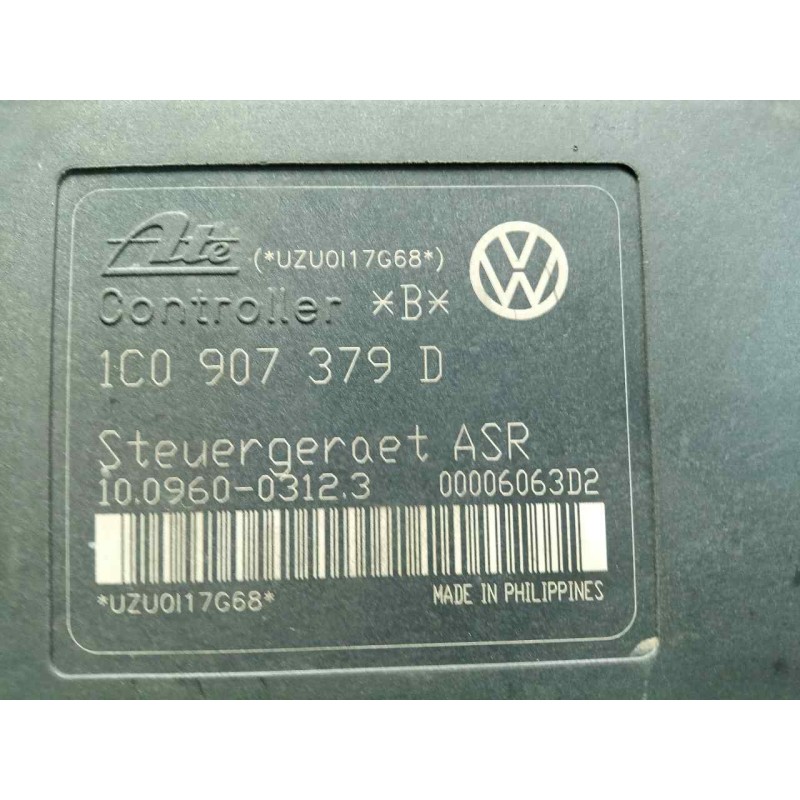 Ate (*UZU0I17G68*)
Controller *B*
1C0 907 379 D
Steuergeraet ASR
10.0960-0312.3 00006063D2
*UZU0I17G68*
MADE IN PHILIPPINES